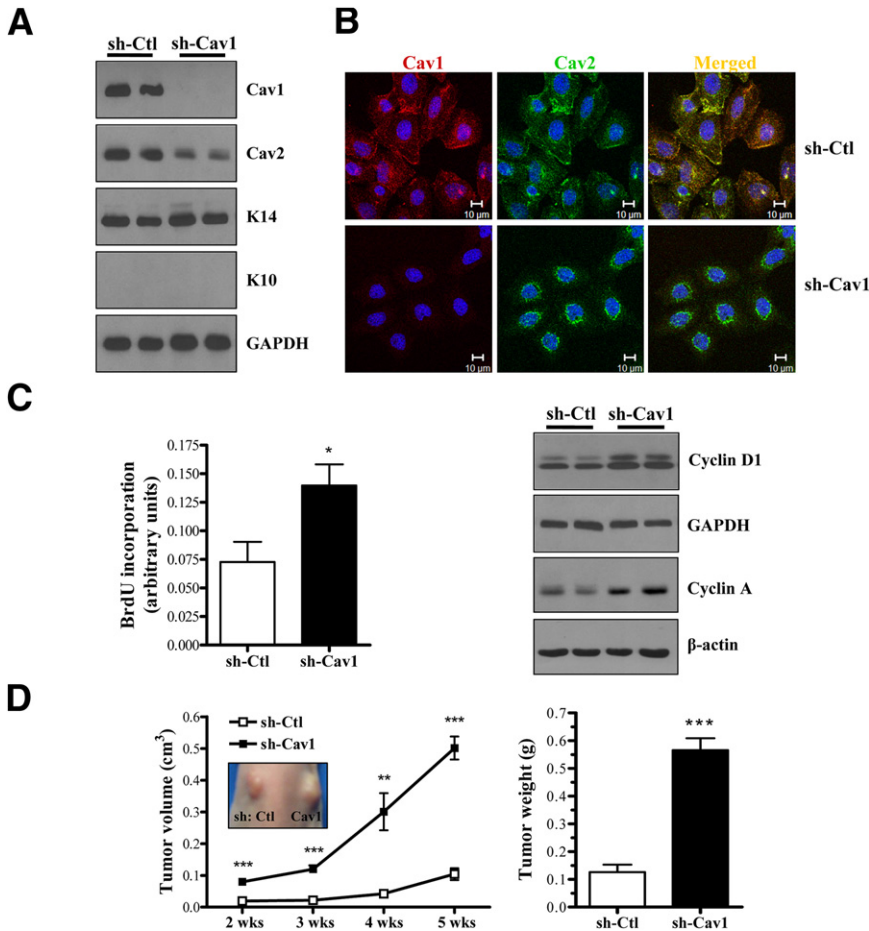 A
sh-Ctl sh-Cav1
Cav1
Cav2
K14
K10
GAPDH
B
Cav1 Cav2 Merged
sh-Ctl
10 µm 10 µm 10 µm
sh-Cav1
10 µm 10 µm 10 µm
C
BrdU incorporation
(arbitrary units)
0.175
0.150
0.125
0.100
0.075
0.050
0.025
0.000
sh-Ctl sh-Cav1
*
sh-Ctl sh-Cav1
Cyclin D1
GAPDH
Cyclin A
β-actin
D
Tumor volume (cm3)
0.6
0.5
0.4
0.3
0.2
0.1
0.0
sh-Ctl
sh-Cav1
sh: Ctl Cav1
*** *** ** ***
2 wks 3 wks 4 wks 5 wks
Tumor weight (g)
0.7
0.6
0.5
0.4
0.3
0.2
0.1
0.0
***
sh-Ctl sh-Cav1